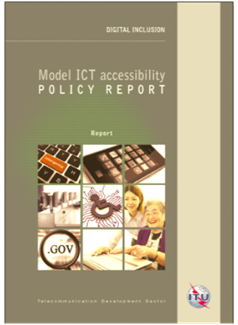 DIGITAL INCLUSION
Model ICT accessibility
POLICY REPORT
Report
.GOV
Telecommunication Development Sector
ITU